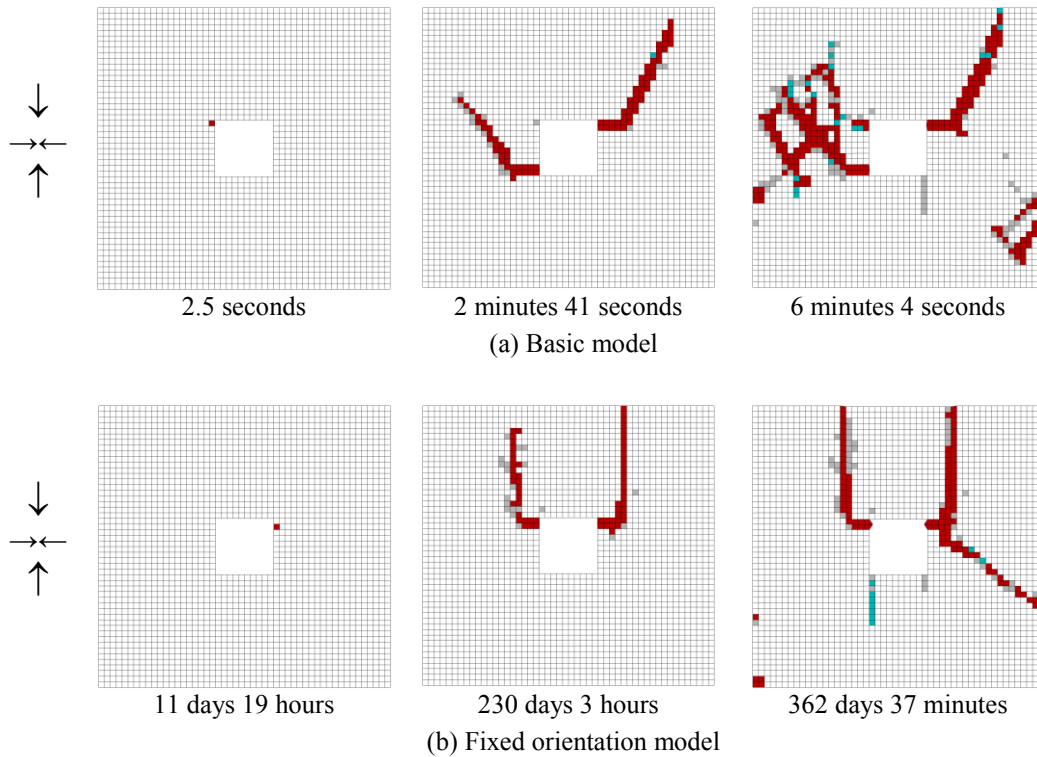 2.5 seconds
2 minutes 41 seconds
6 minutes 4 seconds
(a) Basic model
11 days 19 hours
230 days 3 hours
362 days 37 minutes
(b) Fixed orientation model